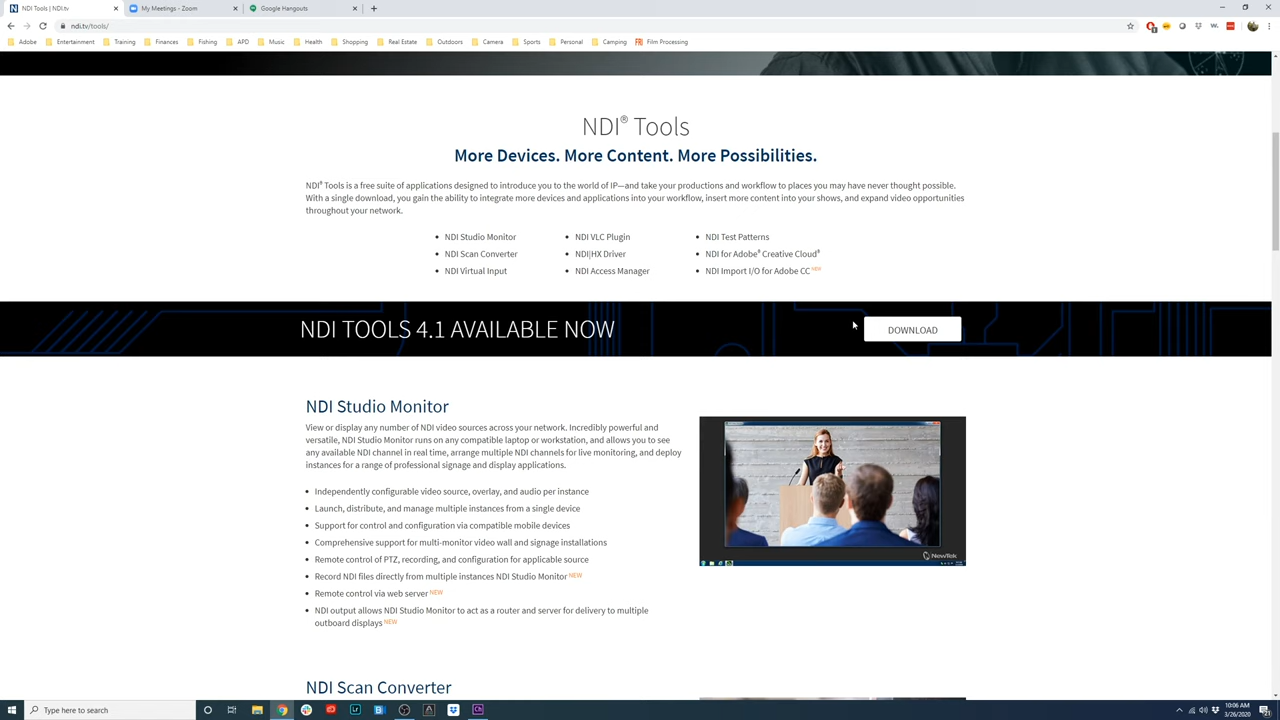 NDI Tools | NDI.tv
My Meetings - Zoom
Google Hangouts
ndi.tv/tools/
Adobe
Entertainment
Training
Finances
Fishing
APD
Music
Health
Shopping
Real Estate
Outdoors
Camera
Sports
Personal
Camping
Film Processing
NDI® Tools
More Devices. More Content. More Possibilities.
NDI® Tools is a free suite of applications designed to introduce you to the world of IP—and take your productions and workflow to places you may have never thought possible.
With a single download, you gain the ability to integrate more devices and applications into your workflow, insert more content into your shows, and expand video opportunities
throughout your network.
• NDI Studio Monitor
• NDI Scan Converter
• NDI Virtual Input
• NDI VLC Plugin
• NDI|HX Driver
• NDI Access Manager
• NDI Test Patterns
• NDI for Adobe® Creative Cloud®
• NDI Import I/O for Adobe CC NEW
NDI TOOLS 4.1 AVAILABLE NOW
DOWNLOAD
NDI Studio Monitor
View or display any number of NDI video sources across your network. Incredibly powerful and
versatile, NDI Studio Monitor runs on any compatible laptop or workstation, and allows you to see
any available NDI channel in real time, arrange multiple NDI channels for live monitoring, and deploy
instances for a range of professional signage and display applications.
• Independently configurable video source, overlay, and audio per instance
• Launch, distribute, and manage multiple instances from a single device
• Support for control and configuration via compatible mobile devices
• Comprehensive support for multi-monitor video wall and signage installations
• Remote control of PTZ, recording, and configuration for applicable source
• Record NDI files directly from multiple instances NDI Studio Monitor NEW
• Remote control via web server NEW
• NDI output allows NDI Studio Monitor to act as a router and server for delivery to multiple
outboard displays NEW
NewTek
NDI Scan Converter
Type here to search
10:06 AM
3/26/2020